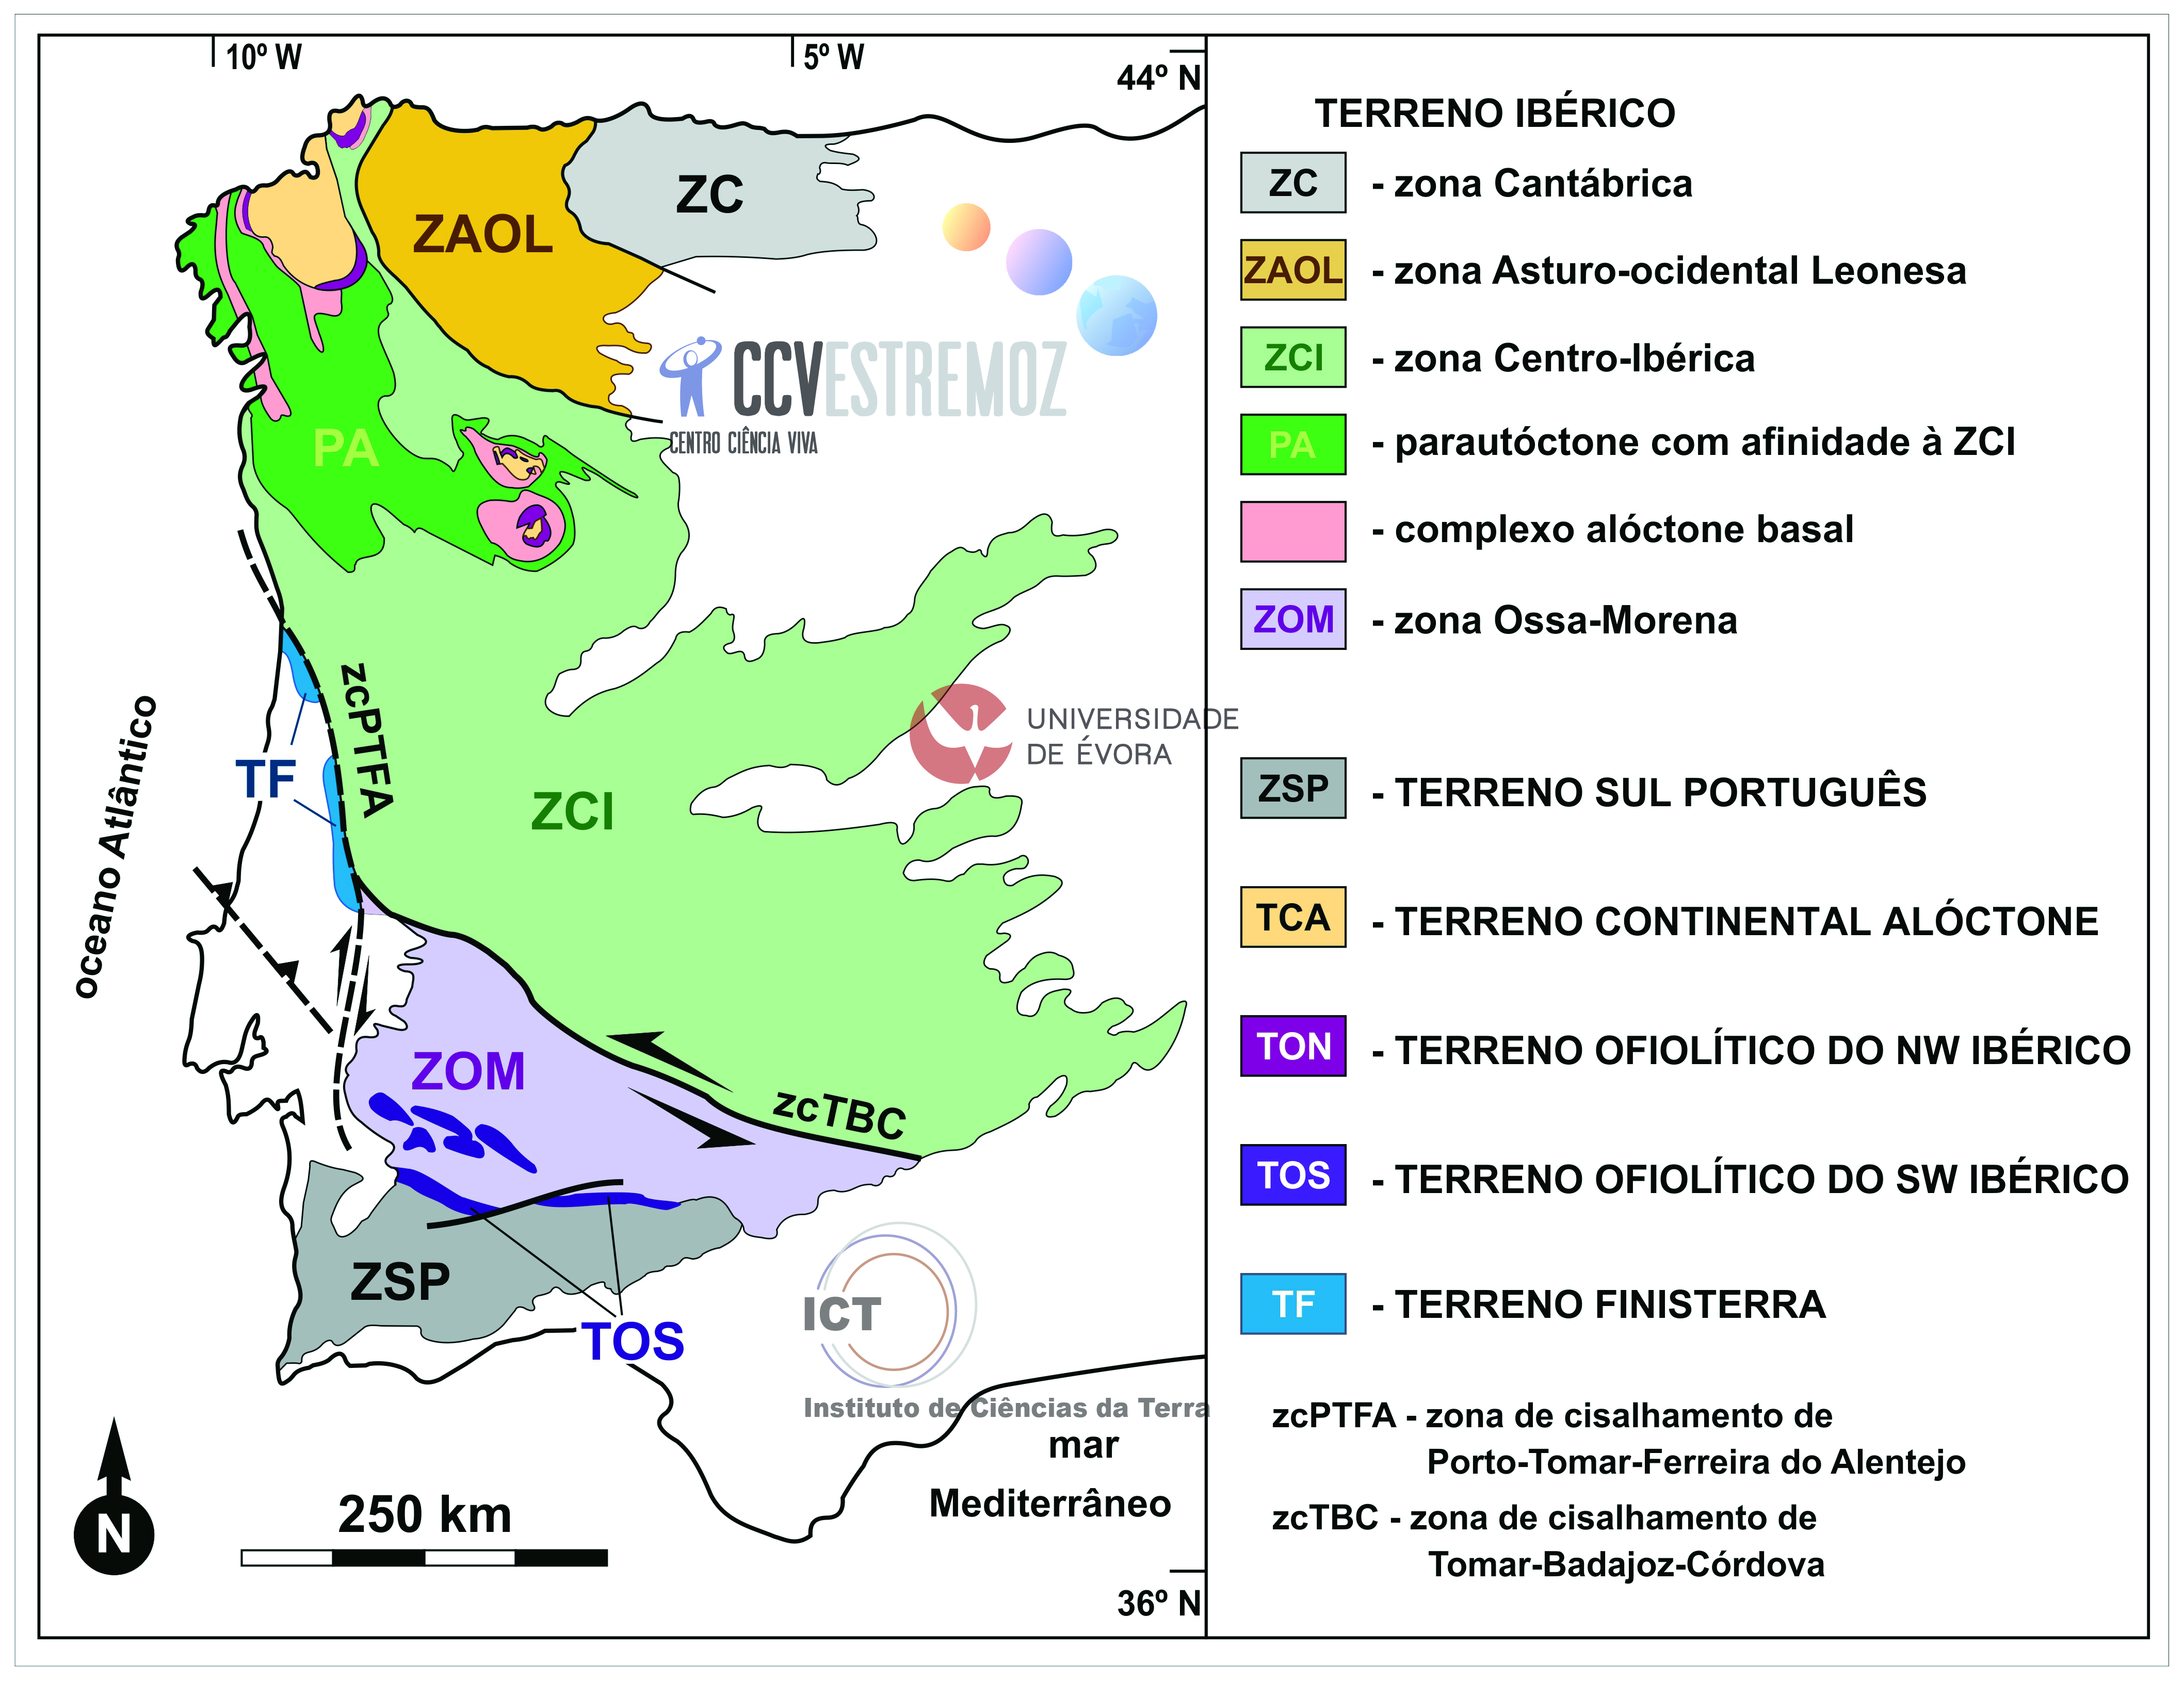 10º W
5º W
44º N
ZC
ZAOL
CCVESTREMOZ
CENTRO CIÊNCIA VIVA
PA
zcPTFA
UNIVERSIDADE
DE ÉVORA
oceano Atlântico
TF
ZCI
ZOM
zcTBC
ZSP
TOS
ICT
Instituto de Ciências da Terra
mar
Mediterrâneo
250 km
N
36º N
TERRENO IBÉRICO
ZC - zona Cantábrica
ZAOL - zona Asturo-ocidental Leonesa
ZCI - zona Centro-Ibérica
PA - parautóctone com afinidade à ZCI
- complexo alóctone basal
ZOM - zona Ossa-Morena
ZSP - TERRENO SUL PORTUGUÊS
TCA - TERRENO CONTINENTAL ALÓCTONE
TON - TERRENO OFIOLÍTICO DO NW IBÉRICO
TOS - TERRENO OFIOLÍTICO DO SW IBÉRICO
TF - TERRENO FINISTERRA
zcPTFA - zona de cisalhamento de
Porto-Tomar-Ferreira do Alentejo
zcTBC - zona de cisalhamento de
Tomar-Badajoz-Córdova